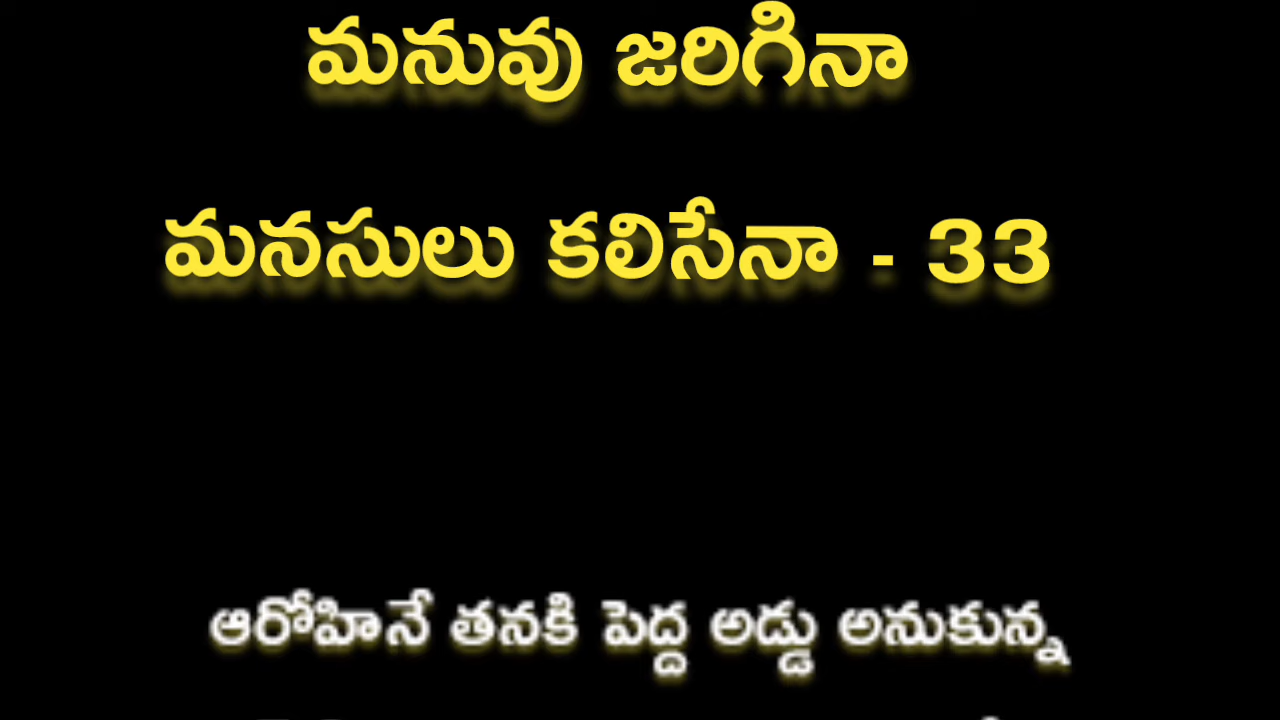 మనువు జరిగినా
మనసులు కలిసేనా - 33
ఆరోహినే తనకి పెద్ద అడ్డు అనుకున్న